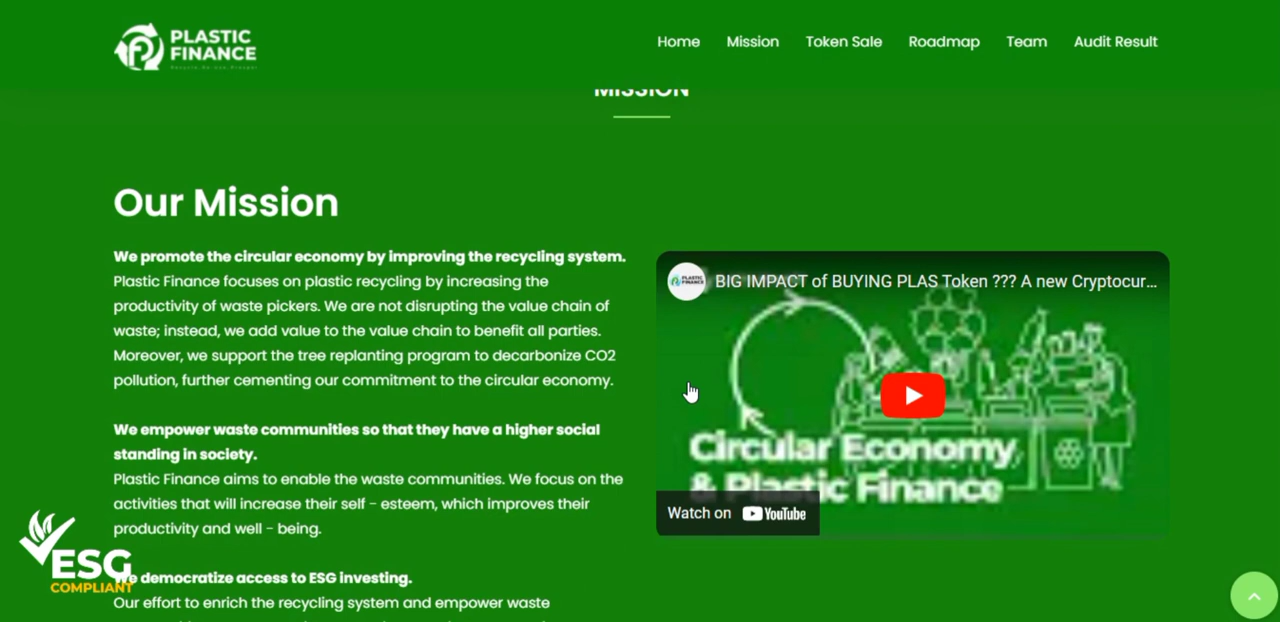 PLASTIC
FINANCE
Home Mission Token Sale Roadmap Team Audit Result
MISSION
Our Mission
We promote the circular economy by improving the recycling system.
Plastic Finance focuses on plastic recycling by increasing the
productivity of waste pickers. We are not disrupting the value chain of
waste; instead, we add value to the value chain to benefit all parties.
Moreover, we support the tree replanting program to decarbonize CO2
pollution, further cementing our commitment to the circular economy.
We empower waste communities so that they have a higher social
standing in society.
Plastic Finance aims to enable the waste communities. We focus on the
activities that will increase their self - esteem, which improves their
productivity and well - being.
We democratize access to ESG investing.
Our effort to enrich the recycling system and empower waste
PLASTIC
FINANCE
BIG IMPACT of BUYING PLAS Token ??? A new Cryptocur...
Circular Economy
& Plastic Finance
Watch on YouTube
ESG
COMPLIANT